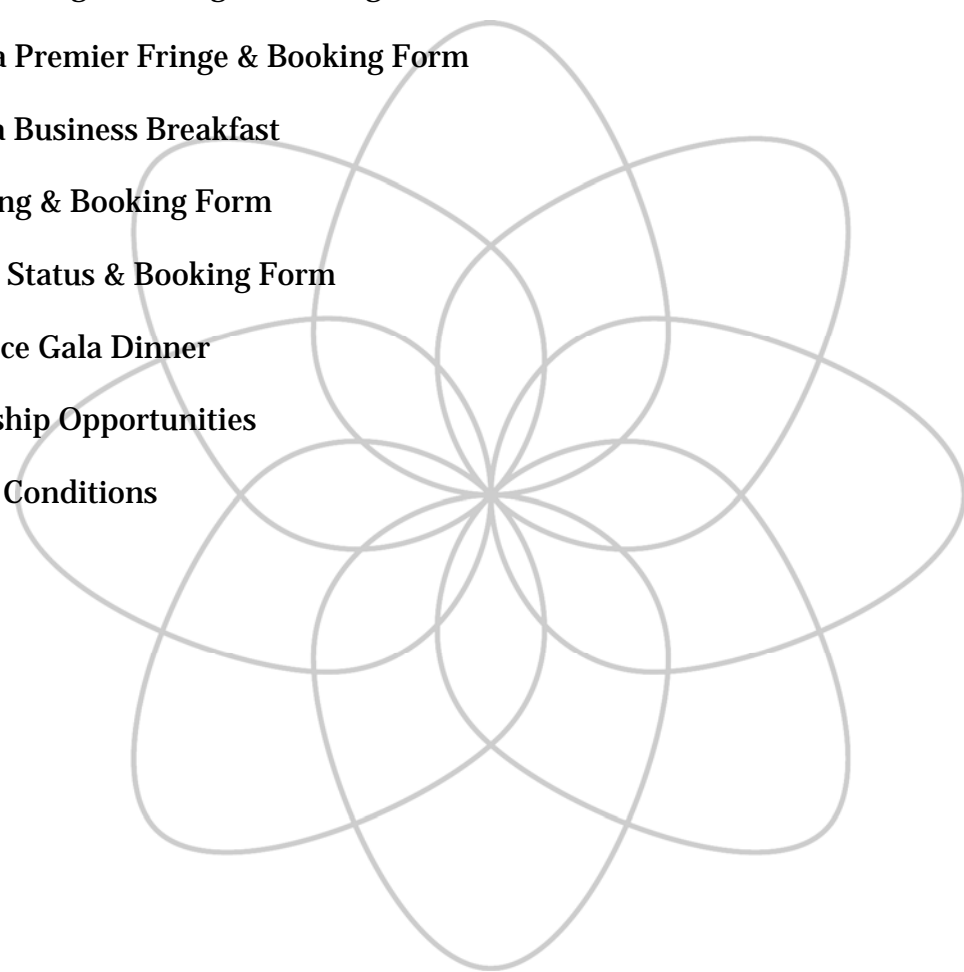 a Premier Fringe & Booking Form
a Business Breakfast
ng & Booking Form
Status & Booking Form
ce Gala Dinner
ship Opportunities
Conditions